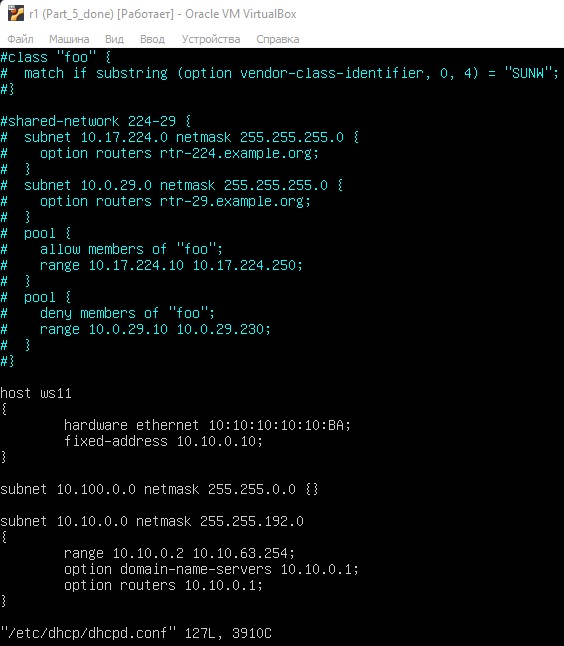 r1 (Part_5_done) [Работает] - Oracle VM VirtualBox
Файл Машина Вид Ввод Устройства Справка
#class "foo" {
#  match if substring (option vendor-class-identifier, 0, 4) = "SUNW";
#}
#shared-network 224-29 {
#  subnet 10.17.224.0 netmask 255.255.255.0 {
#    option routers rtr-224.example.org;
#  }
#  subnet 10.0.29.0 netmask 255.255.255.0 {
#    option routers rtr-29.example.org;
#  }
#  pool {
#    allow members of "foo";
#    range 10.17.224.10 10.17.224.250;
#  }
#  pool {
#    deny members of "foo";
#    range 10.0.29.10 10.0.29.230;
#  }
#}
host ws11
{
        hardware ethernet 10:10:10:10:10:BA;
        fixed-address 10.10.0.10;
}
subnet 10.100.0.0 netmask 255.255.0.0 {}
subnet 10.10.0.0 netmask 255.255.192.0
{
        range 10.10.0.2 10.10.63.254;
        option domain-name-servers 10.10.0.1;
        option routers 10.10.0.1;
}
"/etc/dhcp/dhcpd.conf" 127L, 3910C